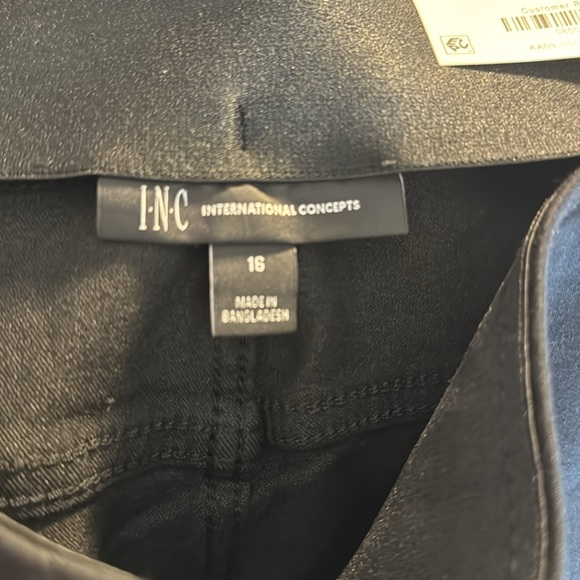 Customer R
I·N·C INTERNATIONAL CONCEPTS
16
MADE IN
BANGLADESH